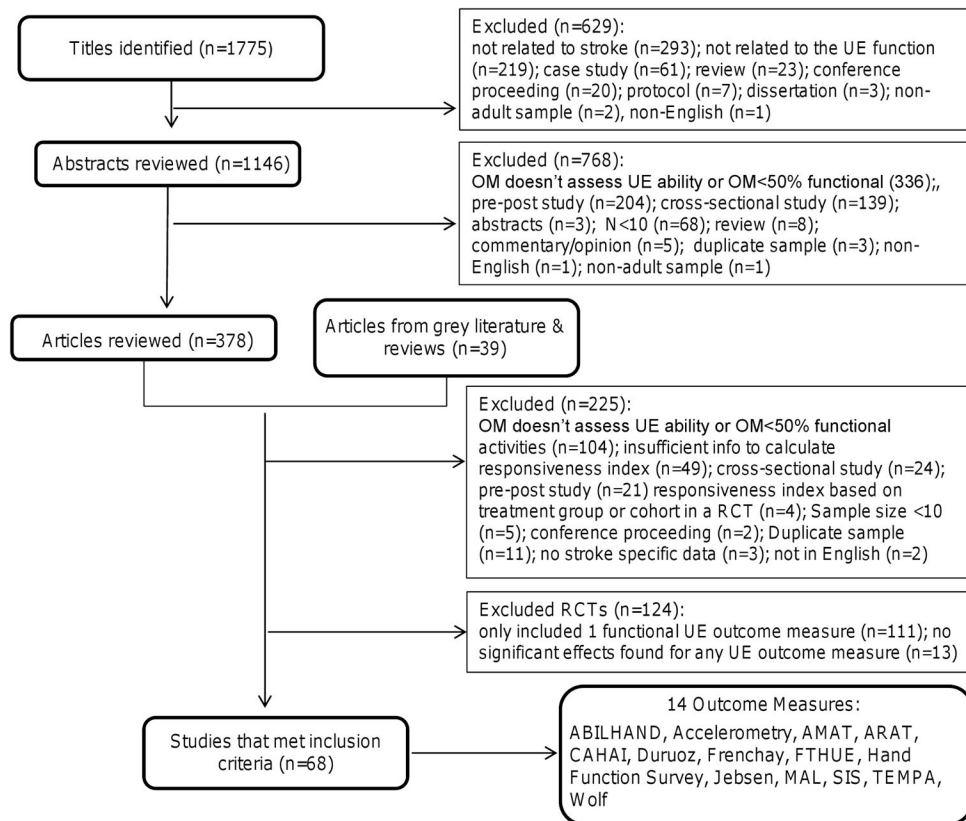 Titles identified (n=1775)
Excluded (n=629):
not related to stroke (n=293); not related to the UE function
(n=219); case study (n=61); review (n=23); conference
proceeding (n=20); protocol (n=7); dissertation (n=3); non-
adult sample (n=2), non-English (n=1)
Abstracts reviewed (n=1146)
Excluded (n=768):
OM doesn't assess UE ability or OM<50% functional (336);,
pre-post study (n=204); cross-sectional study (n=139);
abstracts (n=3); N<10 (n=68); review (n=8);
commentary/opinion (n=5); duplicate sample (n=3); non-
English (n=1); non-adult sample (n=1)
Articles reviewed (n=378)
Articles from grey literature &
reviews (n=39)
Excluded (n=225):
OM doesn't assess UE ability or OM<50% functional
activities (n=104); insufficient info to calculate
responsiveness index (n=49); cross-sectional study (n=24);
pre-post study (n=21) responsiveness index based on
treatment group or cohort in a RCT (n=4); Sample size <10
(n=5); conference proceeding (n=2); Duplicate sample
(n=11); no stroke specific data (n=3); not in English (n=2)
Excluded RCTs (n=124):
only included 1 functional UE outcome measure (n=111); no
significant effects found for any UE outcome measure (n=13)
Studies that met inclusion
criteria (n=68)
14 Outcome Measures:
ABILHAND, Accelerometry, AMAT, ARAT,
CAHAI, Duruoz, Frenchay, FTHUE, Hand
Function Survey, Jebsen, MAL, SIS, TEMPA,
Wolf